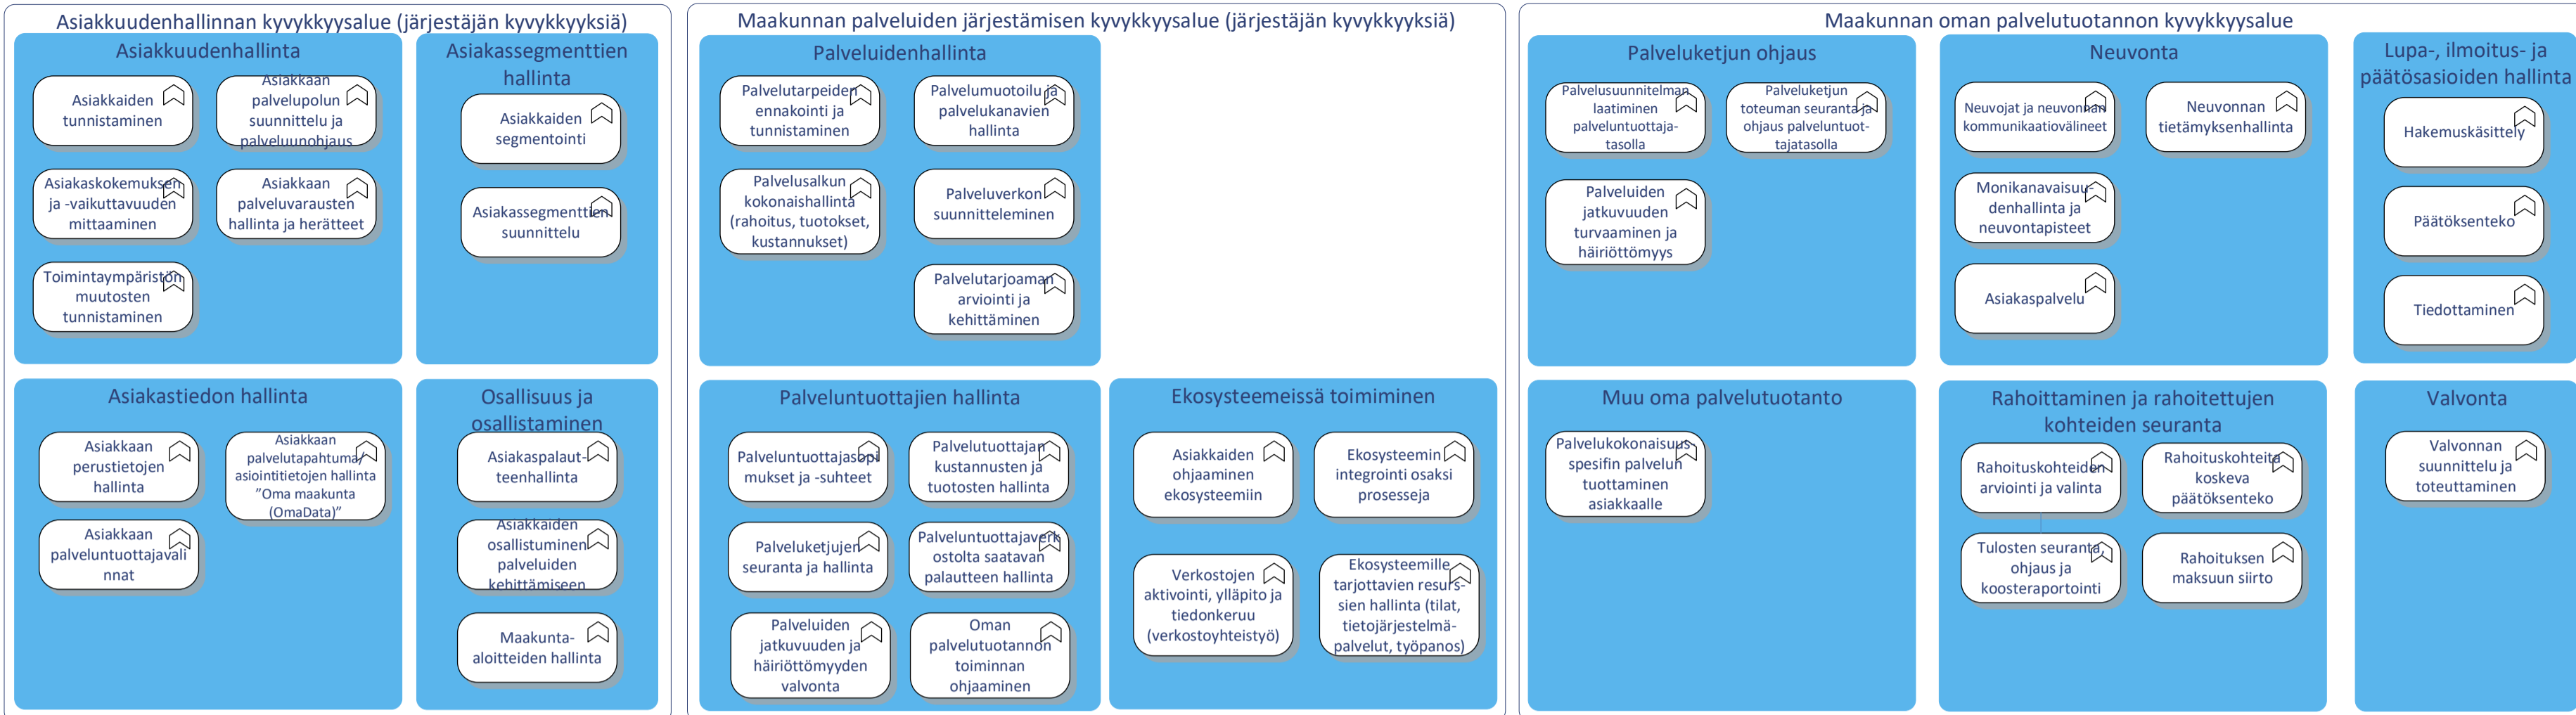 Asiakkuudenhallinnan kyvykkyysalue (järjestäjän kyvykkyyksiä)
Asiakkuudenhallinta
Asiakkaiden
tunnistaminen
Asiakkaan
palvelupolun
suunnittelu ja
palveluunohjaus
Asiakaskokemuksen
ja -vaikuttavuuden
mittaaminen
Asiakkaan
palveluvarausten
hallinta ja herätteet
Toimintaympäristön
muutosten
tunnistaminen
Asiakassegmenttien
hallinta
Asiakkaiden
segmentointi
Asiakassegmenttien
suunnittelu
Asiakastiedon hallinta
Asiakkaan
perustietojen
hallinta
Asiakkaan
palvelutapahtuma/
asiointitietojen hallinta
”Oma maakunta
(OmaData)”
Asiakkaan
palveluntuottajavali
nnat
Osallisuus ja
osallistaminen
Asiakaspalaut-
teenhallinta
Asiakkaiden
osallistuminen
palveluiden
kehittämiseen
Maakunta-
aloitteiden hallinta
Maakunnan palveluiden järjestämisen kyvykkyysalue (järjestäjän kyvykkyyksiä)
Palveluidenhallinta
Palvelutarpeiden
ennakointi ja
tunnistaminen
Palvelumuotoilu ja
palvelukanavien
hallinta
Palvelusalkun
kokonaishallinta
(rahoitus, tuotokset,
kustannukset)
Palveluverkon
suunnitteleminen
Palvelutarjoaman
arviointi ja
kehittäminen
Palveluntuottajien hallinta
Palveluntuottajasopi
mukset ja -suhteet
Palvelutuottajan
kustannusten ja
tuotosten hallinta
Palveluketjujen
seuranta ja hallinta
Palveluntuottajaverk
ostolta saatavan
palautteen hallinta
Palveluiden
jatkuvuuden ja
häiriöttömyyden
valvonta
Oman
palvelutuotannon
toiminnan
ohjaaminen
Ekosysteemeissä toimiminen
Asiakkaiden
ohjaaminen
ekosysteemiin
Ekosysteemin
integrointi osaksi
prosesseja
Verkostojen
aktivointi, ylläpito ja
tiedonkeruu
(verkostoyhteistyö)
Ekosysteemille
tarjottavien resurs-
sien hallinta (tilat,
tietojärjestelmä-
palvelut, työpanos)
Maakunnan oman palvelutuotannon kyvykkyysalue
Palveluketjun ohjaus
Palvelusuunnitelman
laatiminen
palveluntuottaja-
tasolla
Palveluketjun
toteuman seuranta ja
ohjaus palveluntuot-
tajatasolla
Palveluiden
jatkuvuuden
turvaaminen ja
häiriöttömyys
Neuvonta
Neuvojat ja neuvonnan
kommunikaatiovälineet
Neuvonnan
tietämyksenhallinta
Monikanavaisuu-
denhallinta ja
neuvontapisteet
Asiakaspalvelu
Lupa-, ilmoitus- ja
päätösasioiden hallinta
Hakemuskäsittely
Päätöksenteko
Tiedottaminen
Muu oma palvelutuotanto
Palvelukokonaisuus-
spesifin palvelun
tuottaminen
asiakkaalle
Rahoittaminen ja rahoitettujen
kohteiden seuranta
Rahoituskohteiden
arviointi ja valinta
Rahoituskohteita
koskeva
päätöksenteko
Tulosten seuranta,
ohjaus ja
koosteraportointi
Rahoituksen
maksuun siirto
Valvonta
Valvonnan
suunnittelu ja
toteuttaminen